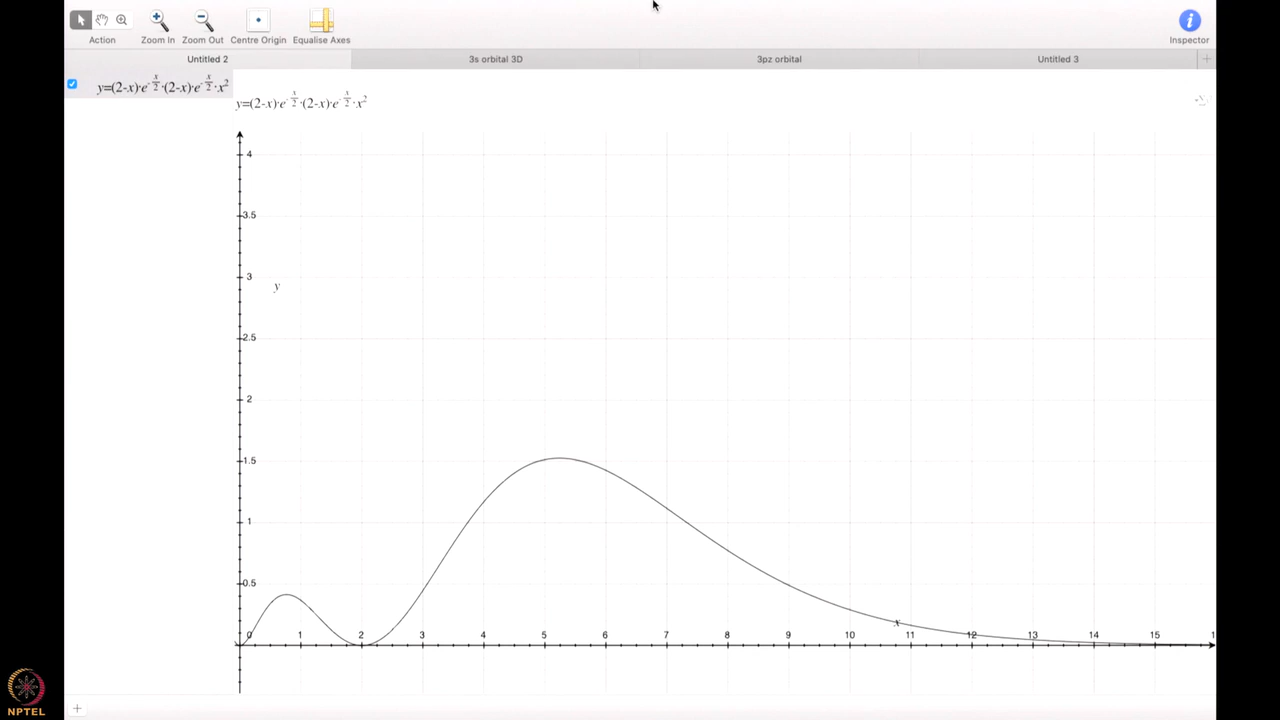 Action
Zoom In
Zoom Out
Centre Origin
Equalise Axes
Inspector
Untitled 2
3s orbital 3D
3pz orbital
Untitled 3
+
y=(2-x)·e^{-x/2}·(2-x)·e^{-x/2}·x²
y=(2-x)·e^{-x/2}·(2-x)·e^{-x/2}·x²
4
3.5
3
y
2.5
2
1.5
1
0.5
x
0 1 2 3 4 5 6 7 8 9 10 11 12 13 14 15 1
NPTEL
+